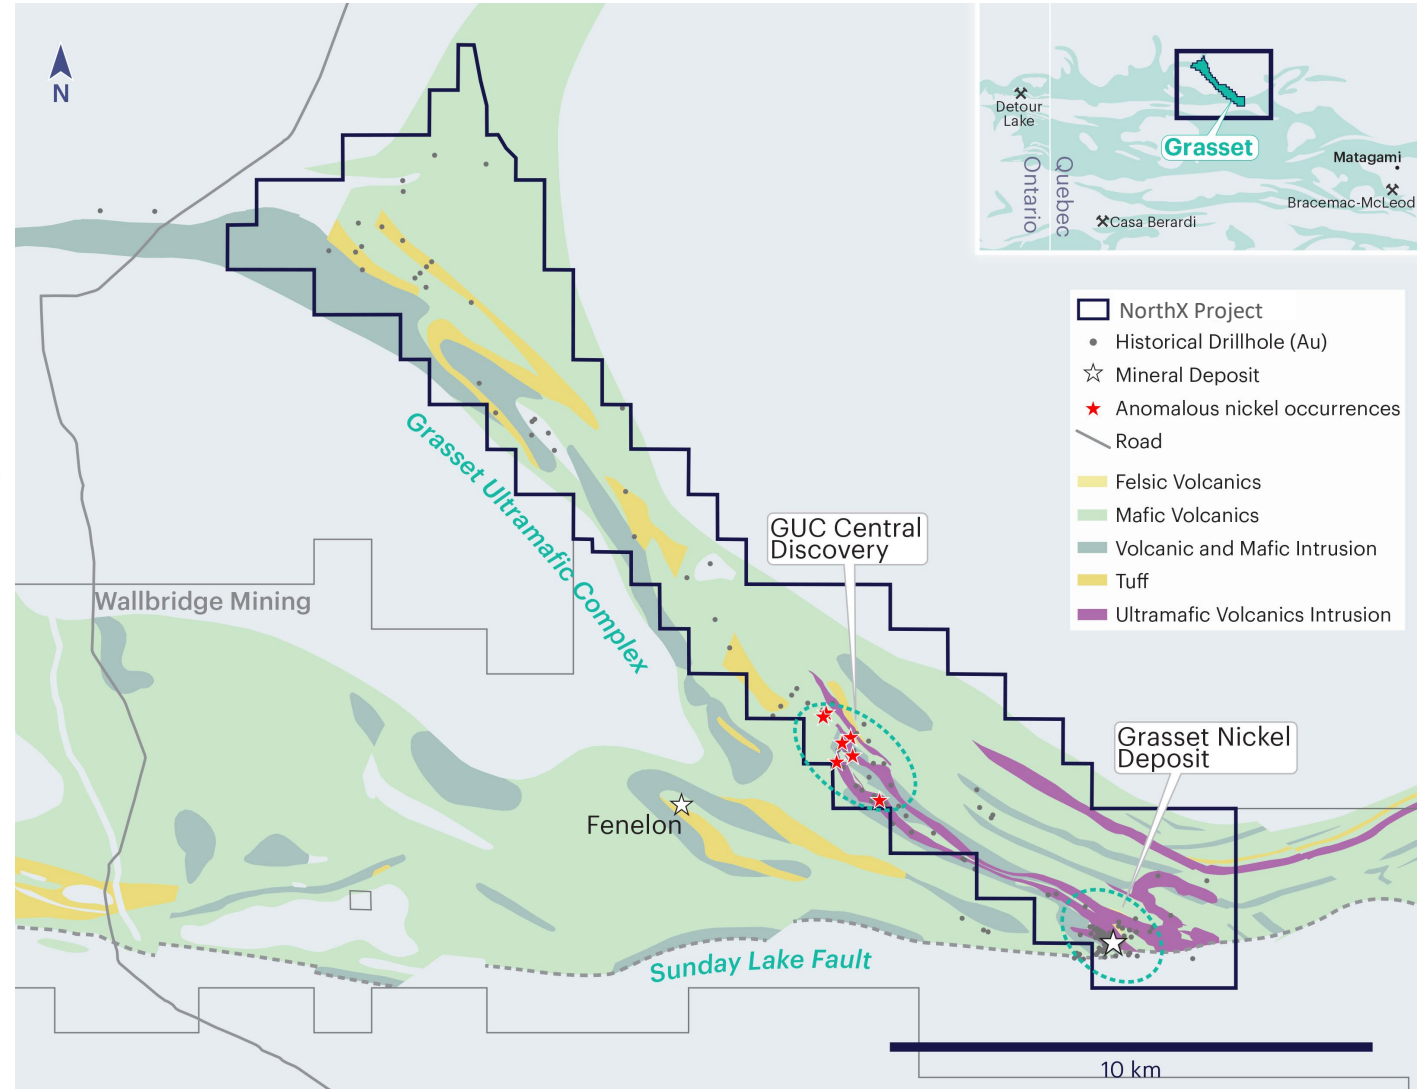 N
Detour
Lake
Grasset
Matagami
Bracemac-McLeod
Casa Berardi
Ontario
Quebec
NorthX Project
Historical Drillhole (Au)
Mineral Deposit
Anomalous nickel occurrences
Road
Felsic Volcanics
Mafic Volcanics
Volcanic and Mafic Intrusion
Tuff
Ultramafic Volcanics Intrusion
Grasset Ultramafic Complex
GUC Central
Discovery
Wallbridge Mining
Grasset Nickel
Deposit
Fenelon
Sunday Lake Fault
10 km